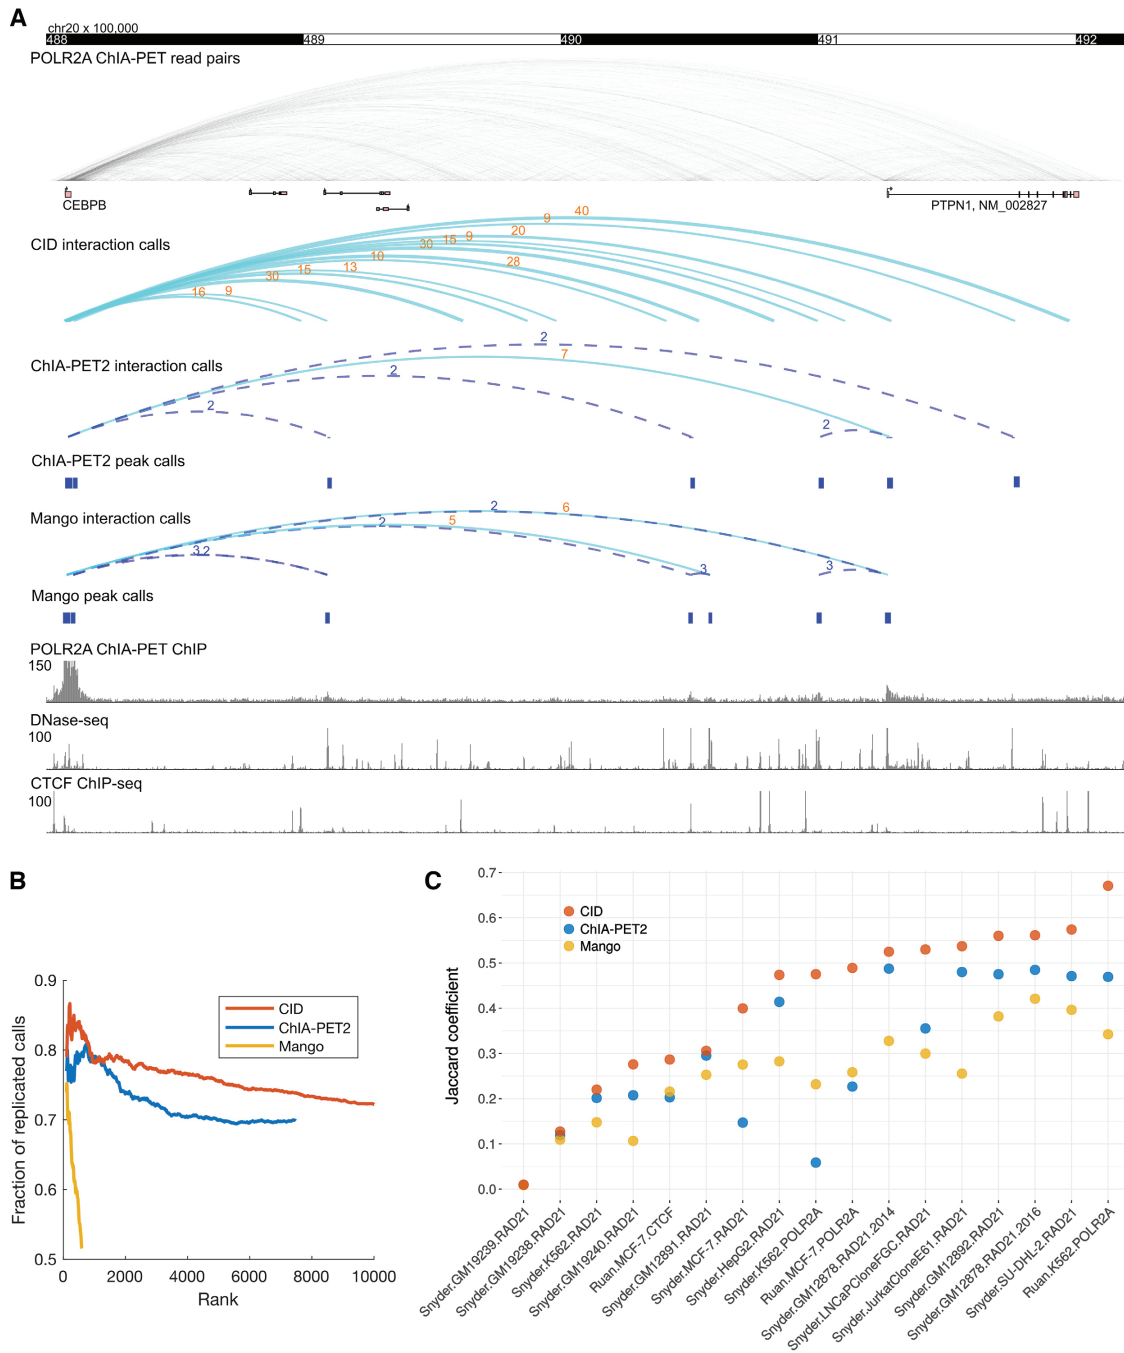 A
chr20 x 100,000
488 489 490 491 492
POLR2A ChIA-PET read pairs
CEBPB
PTPN1, NM_002827
CID interaction calls
40
9
20
9
15
30
10
28
13
15
30
16
9
ChIA-PET2 interaction calls
2
7
2
2
2
ChIA-PET2 peak calls
Mango interaction calls
2
6
2
5
3 2
3
3
Mango peak calls
POLR2A ChIA-PET ChIP
150
DNase-seq
100
CTCF ChIP-seq
100
B
Fraction of replicated calls
0.9
0.8
0.7
0.6
0.5
CID
ChIA-PET2
Mango
0 2000 4000 6000 8000 10000
Rank
C
Jaccard coefficient
0.7
0.6
0.5
0.4
0.3
0.2
0.1
0.0
CID
ChIA-PET2
Mango
Snyder.GM19239.RAD21
Snyder.GM19238.RAD21
Snyder.K562.RAD21
Snyder.GM19240.RAD21
Ruan.MCF-7.CTCF
Snyder.GM12891.RAD21
Snyder.MCF-7.RAD21
Snyder.HepG2.RAD21
Snyder.K562.POLR2A
Ruan.MCF-7.POLR2A
Snyder.GM12878.RAD21.2014
Snyder.LNCaPCloneFGC.RAD21
Snyder.JurkatCloneE61.RAD21
Snyder.GM12892.RAD21
Snyder.GM12878.RAD21.2016
Snyder.SU-DHL-2.RAD21
Ruan.K562.POLR2A